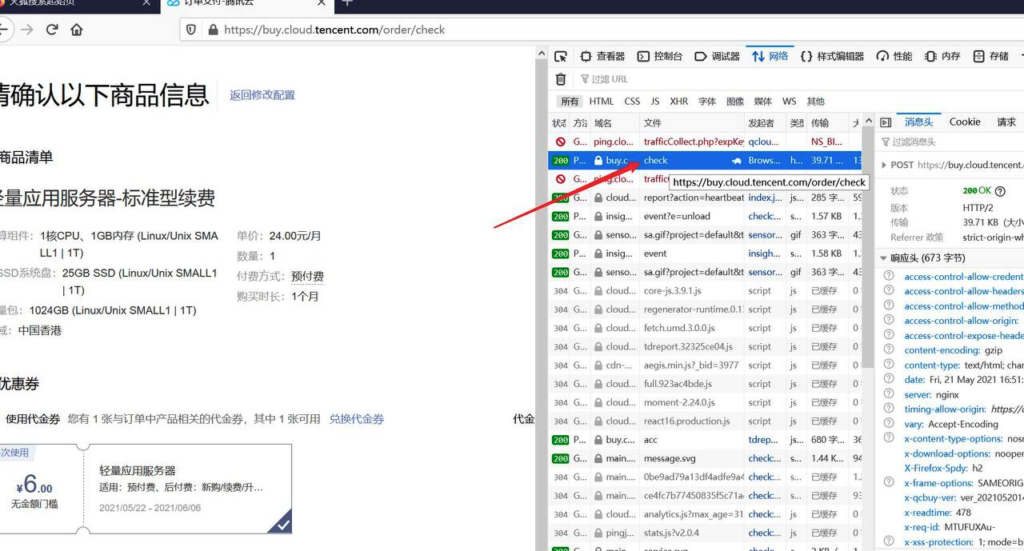 火狐搜索起始页
订单支付-腾讯云
https://buy.cloud.tencent.com/order/check
请确认以下商品信息
返回修改配置
商品清单
轻量应用服务器-标准型续费
算组件: 1核CPU、1GB内存 (Linux/Unix SMA
LL1 | 1T)
SSD系统盘: 25GB SSD (Linux/Unix SMALL1
| 1T)
量包: 1024GB (Linux/Unix SMALL1 | 1T)
域: 中国香港
单价: 24.00元/月
数量: 1
付费方式: 预付费
购买时长: 1个月
优惠券
使用代金券 您有 1 张与订单中产品相关的代金券，其中 1 张可用 兑换代金券
代金
次使用
¥6.00
无金额门槛
轻量应用服务器
适用: 预付费、后付费: 新购/续费/升...
2021/05/22 - 2021/06/06
查看器 控制台 调试器 网络 样式编辑器 性能 内存 存储
过滤 URL
所有 HTML CSS JS XHR 字体 图像 媒体 WS 其他
状态 方 域名 文件 发起者 类型 传输 大
G... ping.clo... trafficCollect.php?expKey qclou... NS_BI...
200 P... buy.c... check Brows... h... 39.71 ...
G... ping.clo... traffi
https://buy.cloud.tencent.com/order/check
200 G... cloud... report?action=heartbeat index.j... js... 285 字... 59
200 P... insig... event?e=unload check:... 1.57 KB 1
200 G... senso... sa.gif?project=default&t sensor... gif 363 字... 43
200 P... insig... event insigh... 1.58 KB 1.
200 G... senso... sa.gif?project=default&t sensor... gif 363 字... 43
304 G... cloud... core-js.3.9.1.js script js 已缓存 0
304 G... cloud... regenerator-runtime.0.1 script js 已缓存 0
304 G... cloud... fetch.umd.3.0.0.js script js 已缓存 0
304 G... cloud... tdreport.32325ce04.js script js 已缓存 0
304 G... cdn-... aegis.min.js?_bid=3977 script js 已缓存 0
304 G... cloud... full.923ac4bde.js script js 已缓存 0
304 G... cloud... moment-2.24.0.js script js 已缓存 0
304 G... cloud... react16.production.js script js 已缓存 0
200 P... buy.c... acc tdrep... js... 680 字... 36
200 G... main.... message.svg check:... s... 1.44 K... 94
304 G... main.... 0be9ad79a13df4adfe9a4 check:... s... 已缓存 1.
304 G... main.... ce4fc7b77450835f5c71a check:... s... 已缓存 93
304 G... cloud... analytics.js?max_age=31 check:... js 已缓存 0
304 G... pingj... stats.js?v2.0.4 check:... js 已缓存 0
消息头 Cookie 请求
过滤消息头
POST https://buy.cloud.tencent.
状态 200 OK
版本 HTTP/2
传输 39.71 KB (大小
Referrer 政策 strict-origin-wh
响应头 (673 字节)
access-control-allow-credent
access-control-allow-headers
access-control-allow-method
access-control-allow-origin:
access-control-expose-heade
content-encoding: gzip
content-type: text/html; char
date: Fri, 21 May 2021 16:51:
server: nginx
timing-allow-origin: https://c
vary: Accept-Encoding
x-content-type-options: nosn
x-download-options: nooper
X-Firefox-Spdy: h2
x-frame-options: SAMEORIG
x-qcbuy-ver: ver_202105201
x-readtime: 478
x-req-id: MTUFUXAu-
x-xss-protection: 1; mode=b